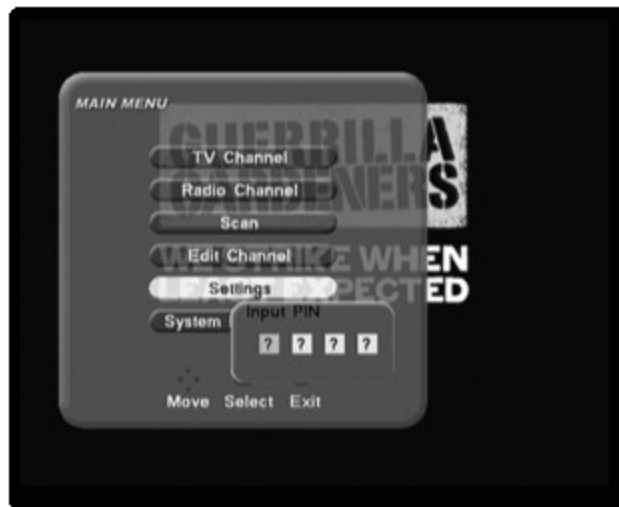 MAIN MENU
GUERRILLA
GARDENERS
WE STRIKE WHEN
LEAST EXPECTED
TV Channel
Radio Channel
Scan
Edit Channel
Settings
System
Input PIN
? ? ? ?
Move Select Exit